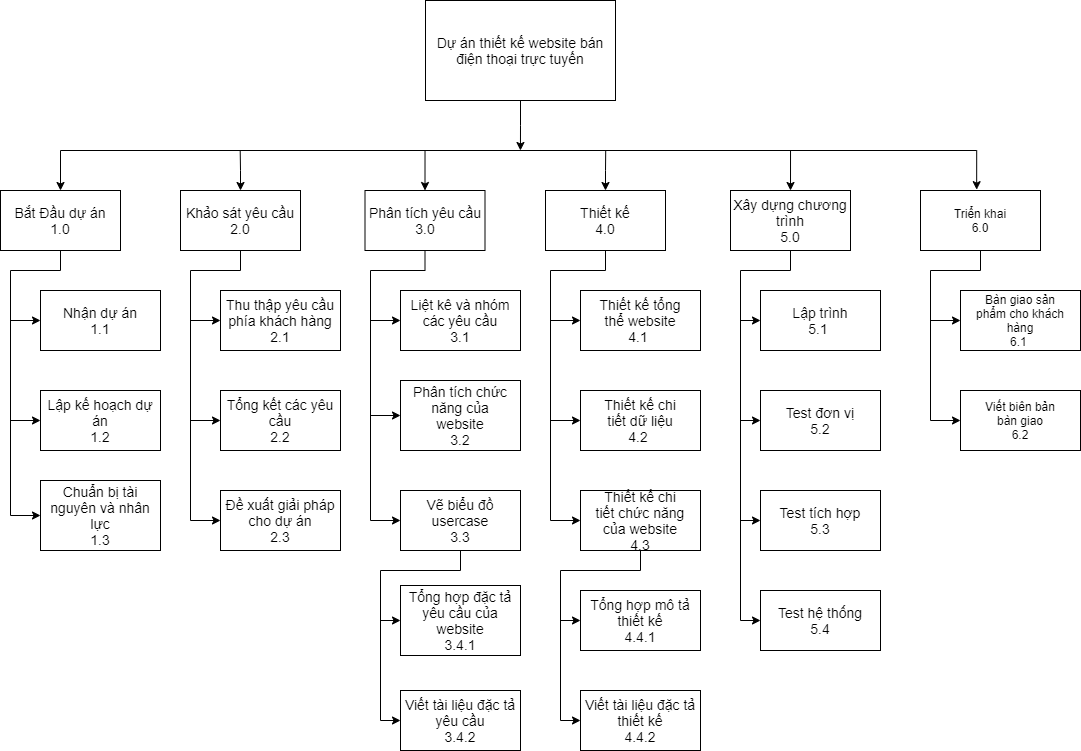 Dự án thiết kế website bán
điện thoại trực tuyến
Bắt Đầu dự án
1.0
Khảo sát yêu cầu
2.0
Phân tích yêu cầu
3.0
Thiết kế
4.0
Xây dựng chương
trình
5.0
Triển khai
6.0
Nhận dự án
1.1
Thu thập yêu cầu
phía khách hàng
2.1
Liệt kê và nhóm
các yêu cầu
3.1
Thiết kế tổng
thể website
4.1
Lập trình
5.1
Bàn giao sản
phẩm cho khách
hàng
6.1
Lập kế hoạch dự
án
1.2
Tổng kết các yêu
cầu
2.2
Phân tích chức
năng của
website
3.2
Thiết kế chi
tiết dữ liệu
4.2
Test đơn vị
5.2
Viết biên bản
bàn giao
6.2
Chuẩn bị tài
nguyên và nhân
lực
1.3
Đề xuất giải pháp
cho dự án
2.3
Vẽ biểu đồ
usercase
3.3
Thiết kế chi
tiết chức năng
của website
4.3
Test tích hợp
5.3
Tổng hợp đặc tả
yêu cầu của
website
3.4.1
Tổng hợp mô tả
thiết kế
4.4.1
Test hệ thống
5.4
Viết tài liệu đặc tả
yêu cầu
3.4.2
Viết tài liệu đặc tả
thiết kế
4.4.2